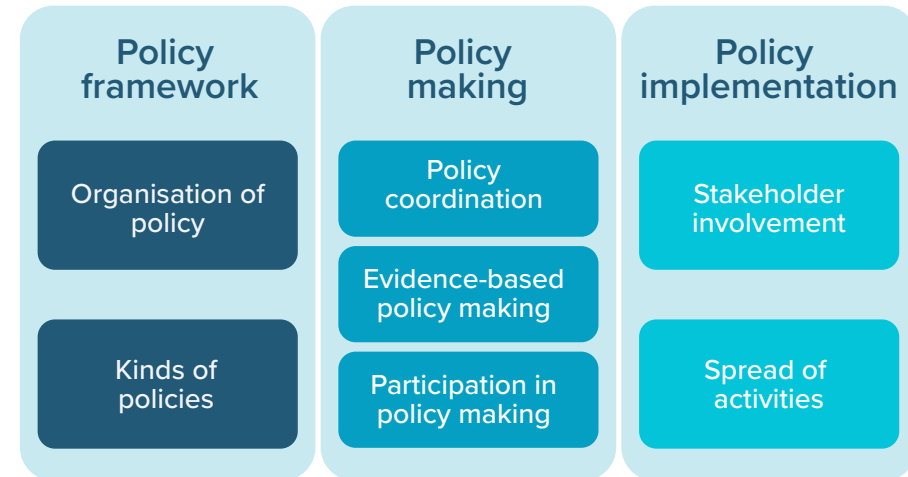 Policy
framework
Organisation of
policy
Kinds of
policies
Policy
making
Policy
coordination
Evidence-based
policy making
Participation in
policy making
Policy
implementation
Stakeholder
involvement
Spread of
activities